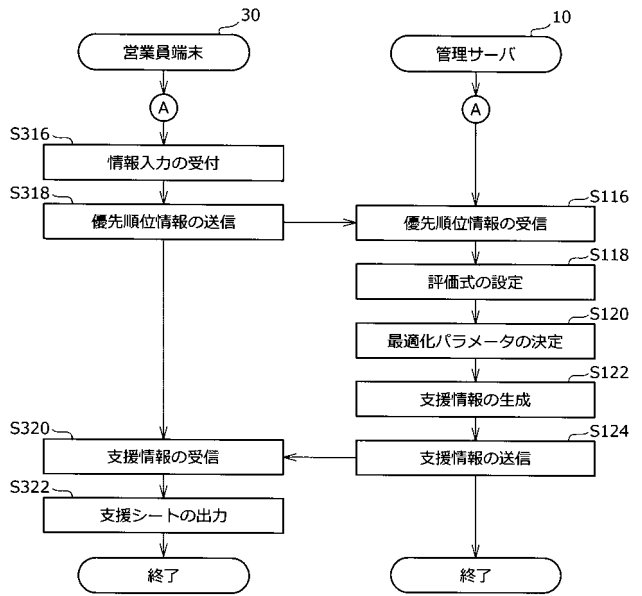 30
営業員端末
A
S316
情報入力の受付
S318
優先順位情報の送信
S320
支援情報の受信
S322
支援シートの出力
終了
10
管理サーバ
A
S116
優先順位情報の受信
S118
評価式の設定
S120
最適化パラメータの決定
S122
支援情報の生成
S124
支援情報の送信
終了